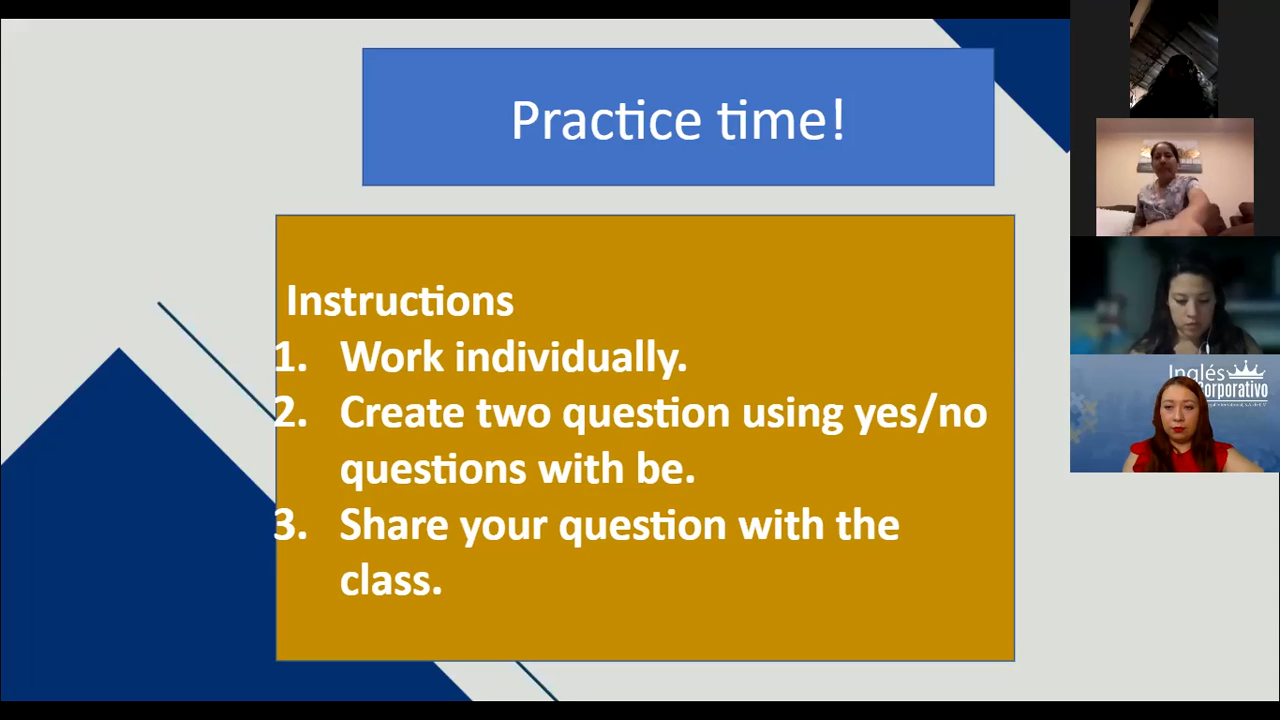 Practice time!
Instructions
1. Work individually.
2. Create two question using yes/no
questions with be.
3. Share your question with the
class.
Inglés
Corporativo